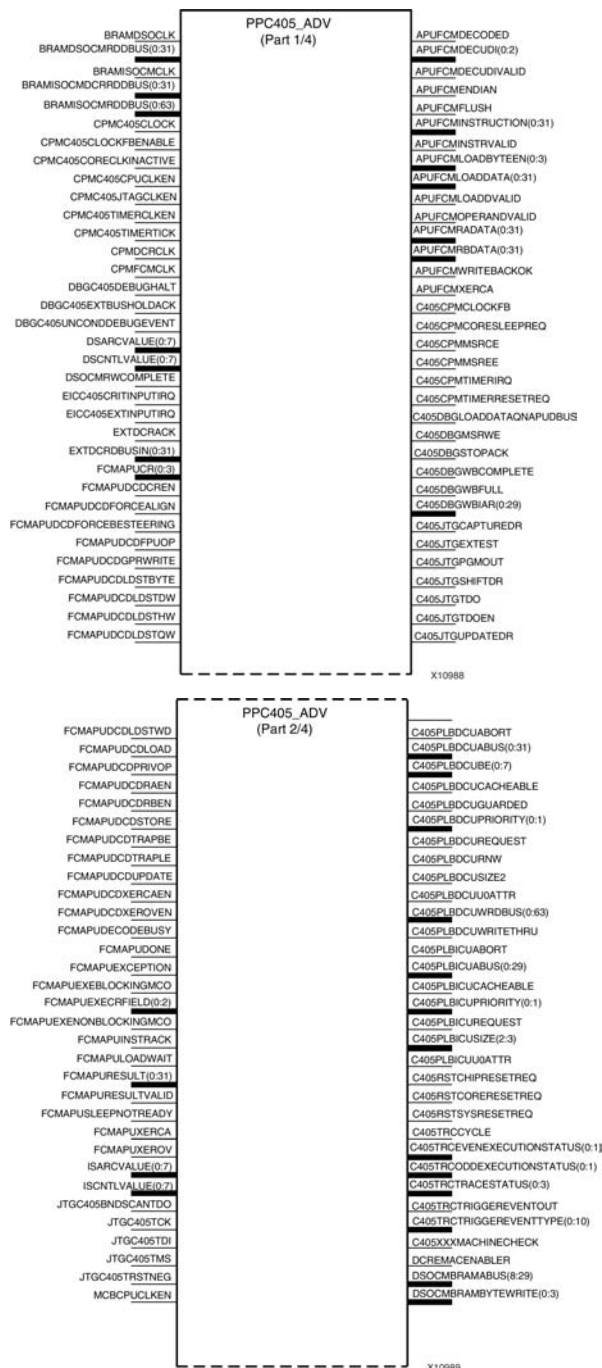 PPC405_ADV
(Part 1/4)
BRAMDSOCMCLK
BRAMDSOCMRDDBUS(0:31)
BRAMISOCMCLK
BRAMISOCMDCRRDDBUS(0:31)
BRAMISOCMRDDBUS(0:63)
CPMC405CLOCK
CPMC405CLOCKFBENABLE
CPMC405CORECLKINACTIVE
CPMC405CPUCLKEN
CPMC405JTAGCLKEN
CPMC405TIMERCLKEN
CPMC405TIMERTICK
CPMDCRCLK
CPMFCMCLK
DBGC405DEBUGHALT
DBGC405EXTBUSHOLDACK
DBGC405UNCONDDEBUGEVENT
DSARCVALUE(0:7)
DSCNTLVALUE(0:7)
DSOCMRWCOMPLETE
EICC405CRITINPUTIRQ
EICC405EXTINPUTIRQ
EXTDCRACK
EXTDCRDBUSIN(0:31)
FCMAPUCR(0:3)
FCMAPUDCDCREN
FCMAPUDCDFORCEALIGN
FCMAPUDCDFORCEBESTEERING
FCMAPUDCDFPUOP
FCMAPUDCDGPRWRITE
FCMAPUDCDLDSTBYTE
FCMAPUDCDLDSTDW
FCMAPUDCDLDSTHW
FCMAPUDCDLDSTQW
APUFCMDECODED
APUFCMDECUDI(0:2)
APUFCMDECUDIVALID
APUFCMENDIAN
APUFCMFLUSH
APUFCMINSTRUCTION(0:31)
APUFCMINSTRVALID
APUFCMLOADBYTEEN(0:3)
APUFCMLOADDATA(0:31)
APUFCMLOADDVALID
APUFCMOPERANDVALID
APUFCMRADATA(0:31)
APUFCMRBDATA(0:31)
APUFCMWRITEBACKOK
APUFCMXERCA
C405CPMCLOCKFB
C405CPMCORESLEEPREQ
C405CPMMSRCE
C405CPMMSREE
C405CPMTIMERIRQ
C405CPMTIMERRESETREQ
C405DBGLOADDATAQNAPUDBUS
C405DBGMSRWE
C405DBGSTOPACK
C405DBGWBCOMPLETE
C405DBGWBFULL
C405DBGWBIAR(0:29)
C405JTGCAPTUREDR
C405JTGEXTEST
C405JTGPGMOUT
C405JTGSHIFTDR
C405JTGTDO
C405JTGTDOEN
C405JTGUPDATEDR
X10988
PPC405_ADV
(Part 2/4)
FCMAPUDCDLDSTWD
FCMAPUDCDLOAD
FCMAPUDCDPRIVOP
FCMAPUDCDRAEN
FCMAPUDCDRBEN
FCMAPUDCDSTORE
FCMAPUDCDTRAPBE
FCMAPUDCDTRAPLE
FCMAPUDCDUPDATE
FCMAPUDCDXERCAEN
FCMAPUDCDXEROVEN
FCMAPUDECODEBUSY
FCMAPUDONE
FCMAPUEXCEPTION
FCMAPUEXEBLOCKINGMCO
FCMAPUEXECRFIELD(0:2)
FCMAPUEXENONBLOCKINGMCO
FCMAPUINSTRACK
FCMAPULOADWAIT
FCMAPURESULT(0:31)
FCMAPURESULTVALID
FCMAPUSLEEPNOTREADY
FCMAPUXERCA
FCMAPUXEROV
ISARCVALUE(0:7)
ISCNTLVALUE(0:7)
JTGC405BNDSCANTDO
JTGC405TCK
JTGC405TDI
JTGC405TMS
JTGC405TRSTNEG
MCBCPUCLKEN
C405PLBDCUABORT
C405PLBDCUABUS(0:31)
C405PLBDCUBE(0:7)
C405PLBDCUCACHEABLE
C405PLBDCUGUARDED
C405PLBDCUPRIORITY(0:1)
C405PLBDCUREQUEST
C405PLBDCURNW
C405PLBDCUSIZE2
C405PLBDCUU0ATTR
C405PLBDCUWRDBUS(0:63)
C405PLBDCUWRITETHRU
C405PLBICUABORT
C405PLBICUABUS(0:29)
C405PLBICUCACHEABLE
C405PLBICUPRIORITY(0:1)
C405PLBICUREQUEST
C405PLBICUSIZE(2:3)
C405PLBICUU0ATTR
C405RSTCHIPRESETREQ
C405RSTCORERESETREQ
C405RSTSYSRESETREQ
C405TRCCYCLE
C405TRCEVENEXECUTIONSTATUS(0:1)
C405TRCODDEXECUTIONSTATUS(0:1)
C405TRCTRACESTATUS(0:3)
C405TRCTRIGGEREVENTOUT
C405TRCTRIGGEREVENTTYPE(0:10)
C405XXXMACHINECHECK
DCREMACENABLER
DSOCMBRAMABUS(8:29)
DSOCMBRAMBYTEWRITE(0:3)
X10989